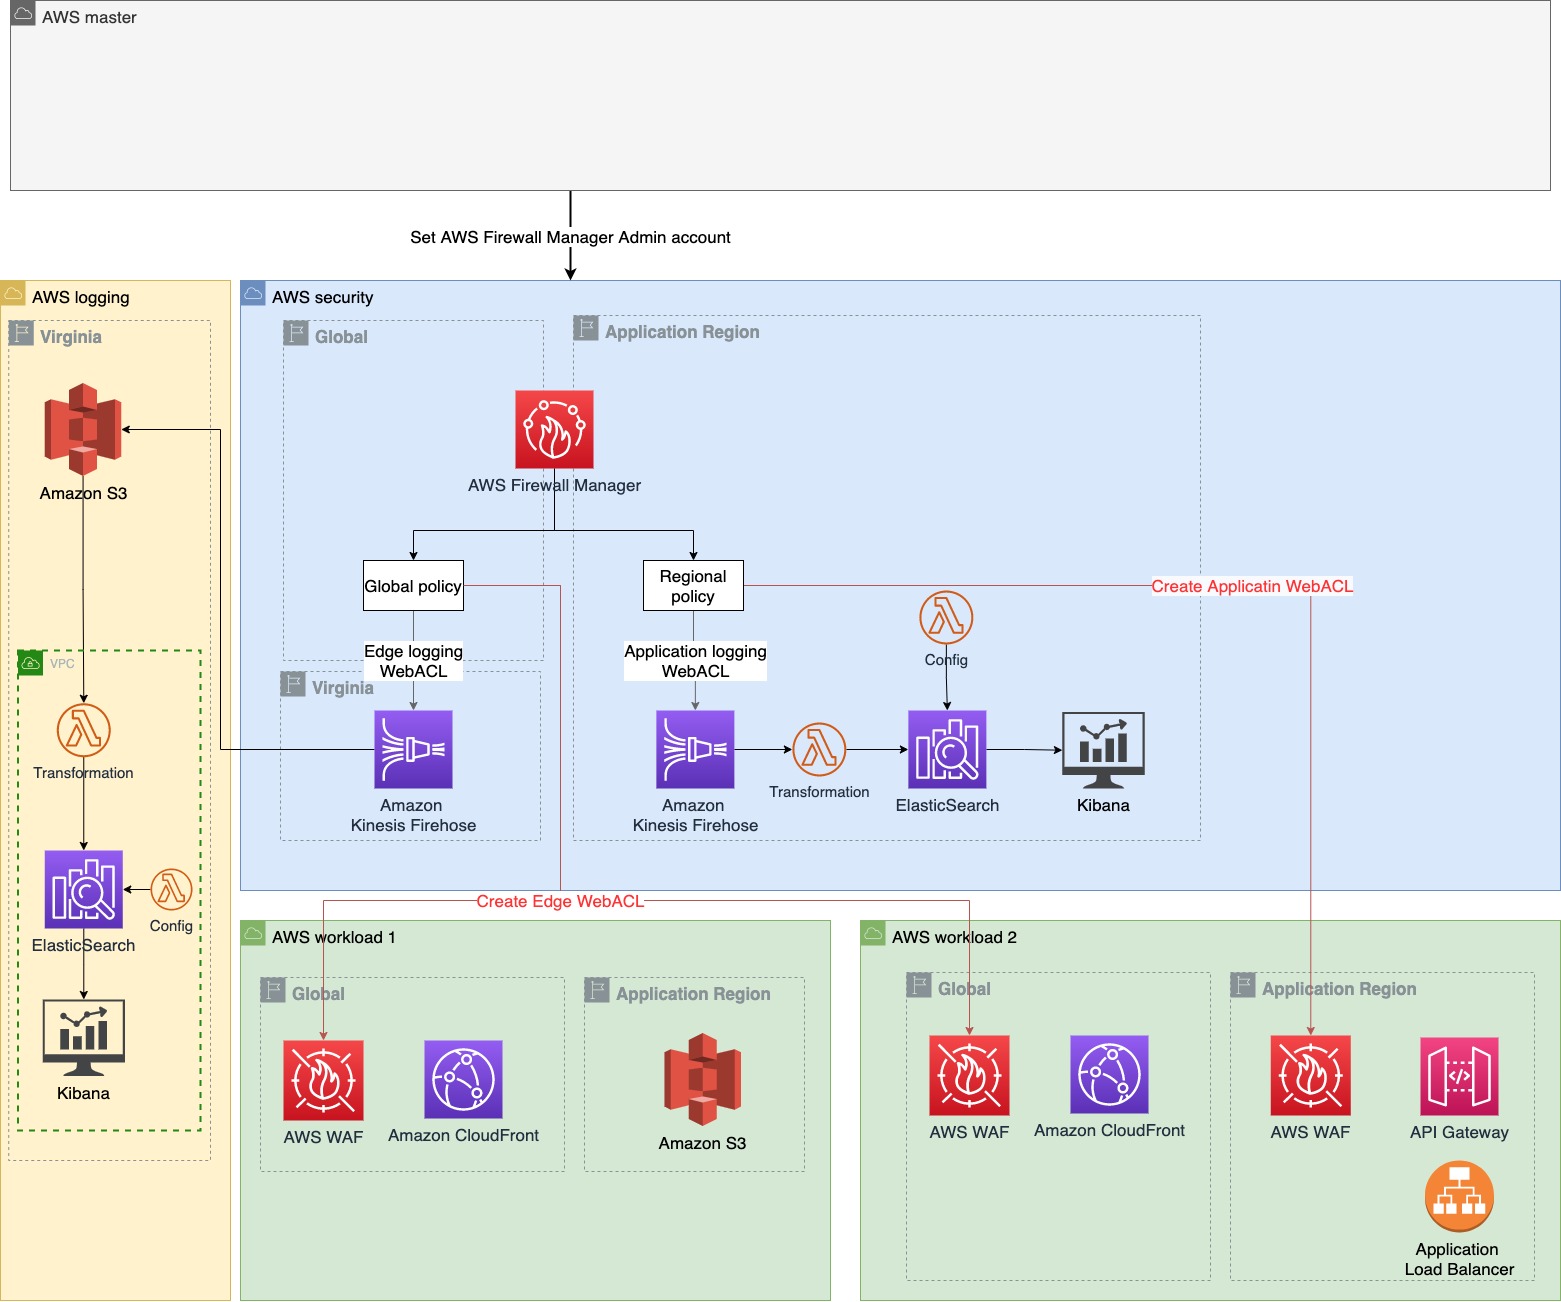 AWS master
Set AWS Firewall Manager Admin account
AWS logging
Virginia
Amazon S3
VPC
Transformation
ElasticSearch
Config
Kibana
AWS security
Global
Application Region
AWS Firewall Manager
Global policy
Regional
policy
Create Applicatin WebACL
Edge logging
WebACL
Application logging
WebACL
Config
Virginia
Amazon
Kinesis Firehose
Amazon
Kinesis Firehose
Transformation
ElasticSearch
Kibana
Create Edge WebACL
AWS workload 1
Global
AWS WAF
Amazon CloudFront
Application Region
Amazon S3
AWS workload 2
Global
AWS WAF
Amazon CloudFront
Application Region
AWS WAF
API Gateway
Application
Load Balancer